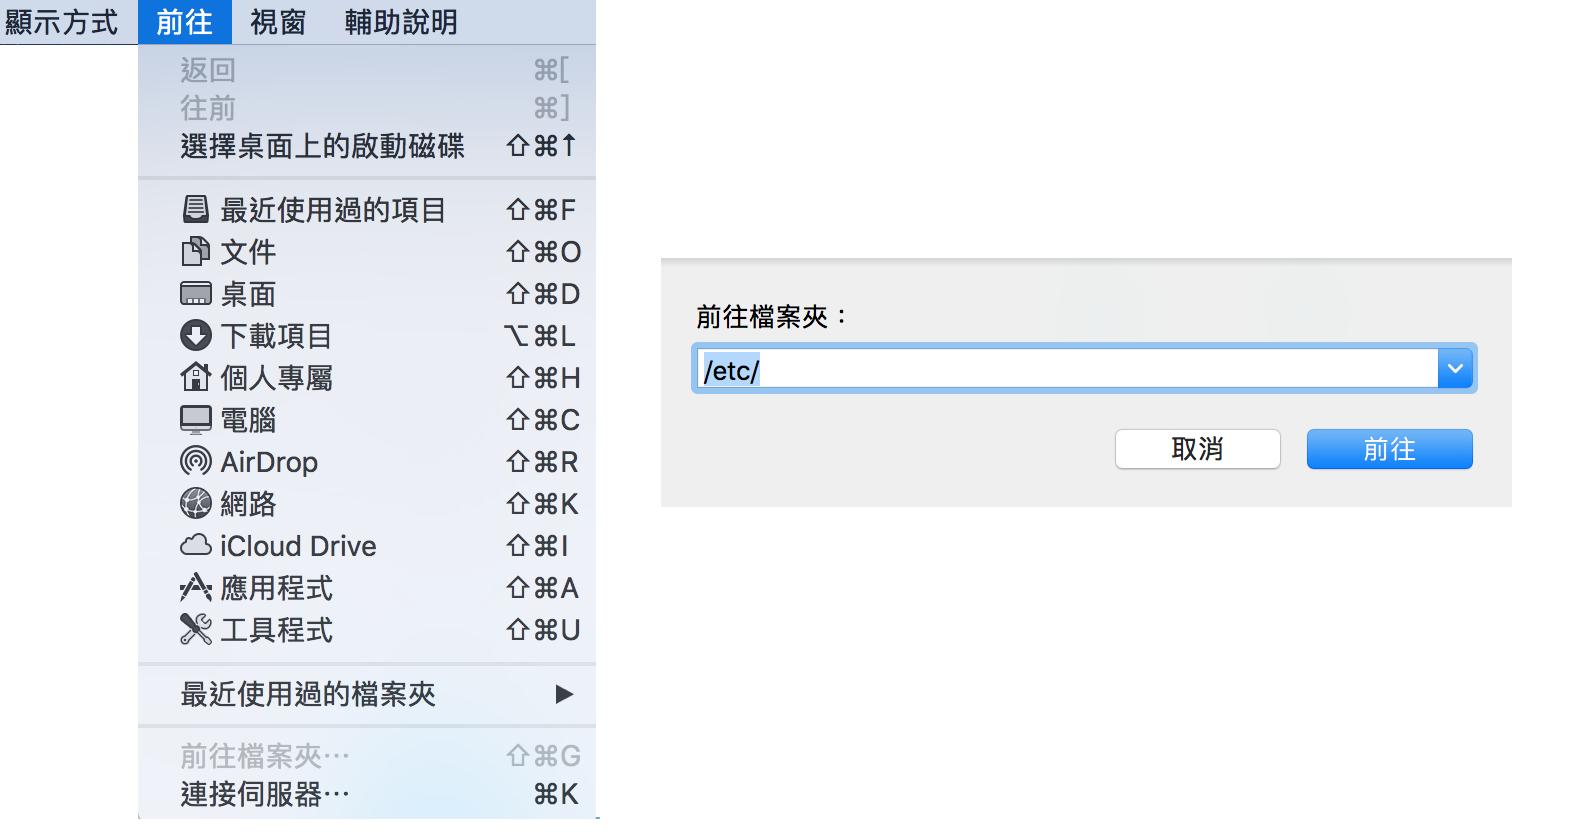 顯示方式 前往 視窗 輔助說明
返回 ⌘[
往前 ⌘]
選擇桌面上的啟動磁碟 ⇧⌘↑
最近使用過的項目 ⇧⌘F
文件 ⇧⌘O
桌面 ⇧⌘D
下載項目 ⌥⌘L
個人專屬 ⇧⌘H
電腦 ⇧⌘C
AirDrop ⇧⌘R
網路 ⇧⌘K
iCloud Drive ⇧⌘I
應用程式 ⇧⌘A
工具程式 ⇧⌘U
最近使用過的檔案夾 ▶
前往檔案夾⋯ ⇧⌘G
連接伺服器⋯ ⌘K
前往檔案夾：
/etc/
取消 前往